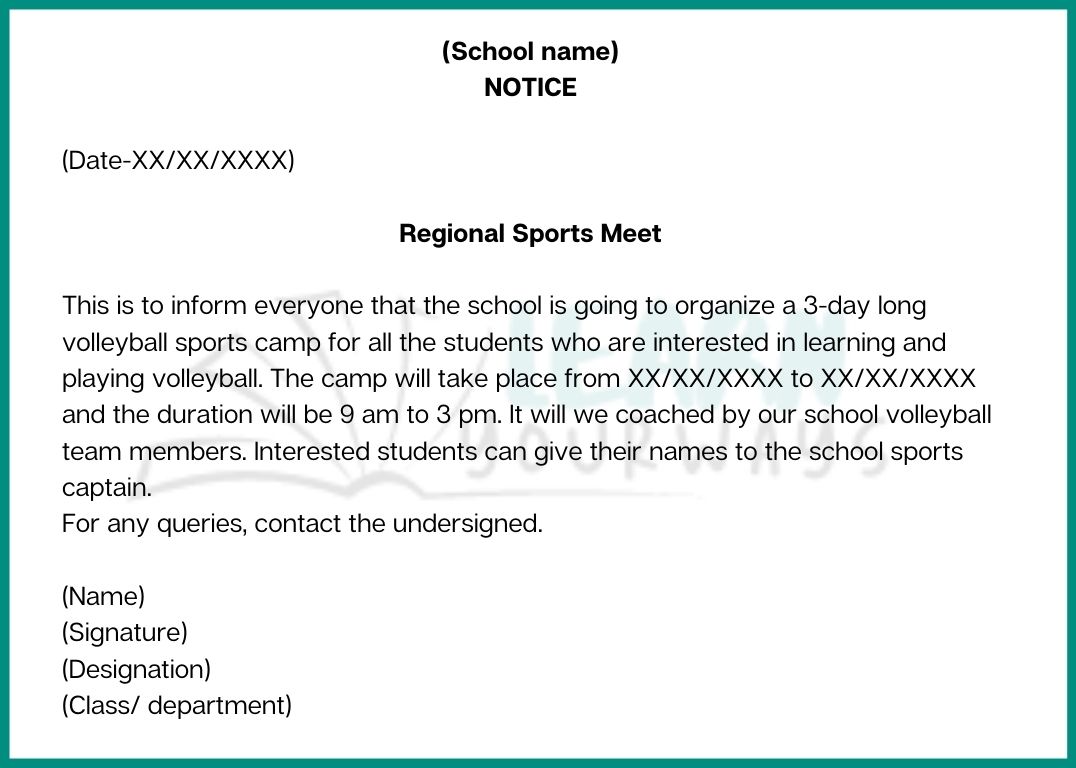 (School name)
NOTICE
(Date-XX/XX/XXXX)
Regional Sports Meet
This is to inform everyone that the school is going to organize a 3-day long
volleyball sports camp for all the students who are interested in learning and
playing volleyball. The camp will take place from XX/XX/XXXX to XX/XX/XXXX
and the duration will be 9 am to 3 pm. It will we coached by our school volleyball
team members. Interested students can give their names to the school sports
captain.
For any queries, contact the undersigned.
(Name)
(Signature)
(Designation)
(Class/ department)
LEARN
YOURWAYS